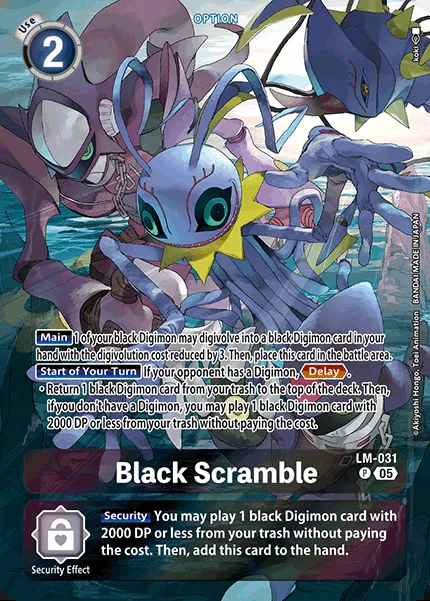 OPTION
Use
2
koki
©Akiyoshi Hongo, Toei Animation BANDAI MADE IN JAPAN
Main 1 of your black Digimon may digivolve into a black Digimon card in your
hand with the digivolution cost reduced by 3. Then, place this card in the battle area.
Start of Your Turn If your opponent has a Digimon, Delay.
• Return 1 black Digimon card from your trash to the top of the deck. Then,
if you don't have a Digimon, you may play 1 black Digimon card with
2000 DP or less from your trash without paying the cost.
LM-031
Black Scramble
P 05
Security You may play 1 black Digimon card with
2000 DP or less from your trash without paying
the cost. Then, add this card to the hand.
Security Effect